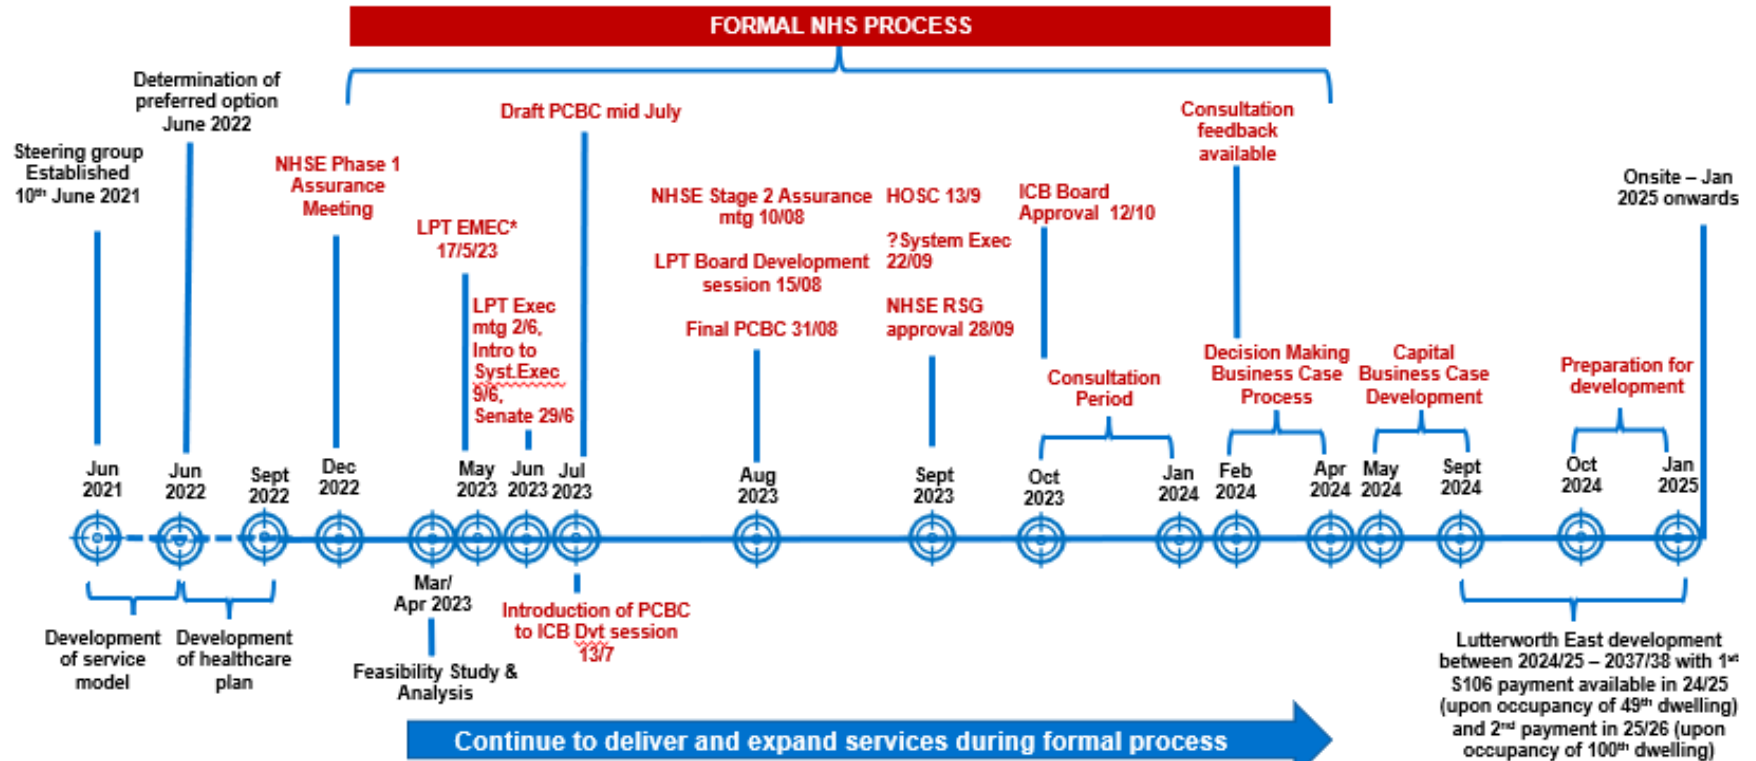 FORMAL NHS PROCESS
Steering group
Established
10th June 2021
Determination of
preferred option
June 2022
NHSE Phase 1
Assurance
Meeting
LPT EMEC*
17/5/23
LPT Exec
mtg 2/6,
Intro to
Syst.Exec
9/6,
Senate 29/6
Draft PCBC mid July
NHSE Stage 2 Assurance
mtg 10/08
LPT Board Development
session 15/08
Final PCBC 31/08
HOSC 13/9
?System Exec
22/09
NHSE RSG
approval 28/09
ICB Board
Approval 12/10
Consultation
Period
Consultation
feedback
available
Decision Making
Business Case
Process
Capital
Business Case
Development
Preparation for
development
Onsite – Jan
2025 onwards
Jun
2021
Jun
2022
Sept
2022
Dec
2022
May
2023
Jun
2023
Jul
2023
Aug
2023
Sept
2023
Oct
2023
Jan
2024
Feb
2024
Apr
2024
May
2024
Sept
2024
Oct
2024
Jan
2025
Development
of service
model
Development
of healthcare
plan
Mar/
Apr 2023
Feasibility Study &
Analysis
Introduction of PCBC
to ICB Dvt session
13/7
Lutterworth East development
between 2024/25 – 2037/38 with 1st
S106 payment available in 24/25
(upon occupancy of 49th dwelling)
and 2nd payment in 25/26 (upon
occupancy of 100th dwelling)
Continue to deliver and expand services during formal process